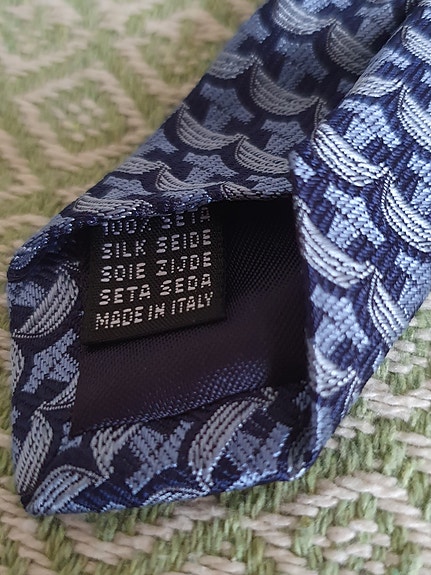 100% SETA
SILK SEIDE
SOIE ZIJDE
SETA SEDA
MADE IN ITALY